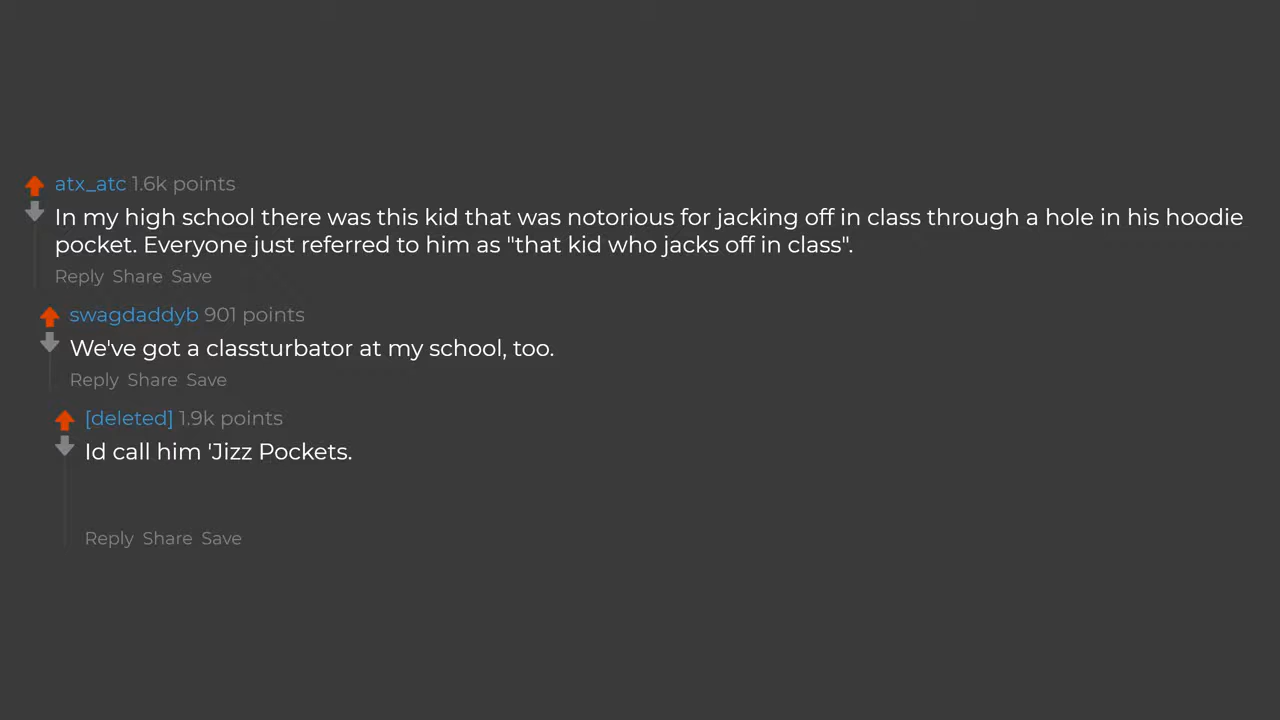 atx_atc 1.6k points
In my high school there was this kid that was notorious for jacking off in class through a hole in his hoodie
pocket. Everyone just referred to him as "that kid who jacks off in class".
Reply Share Save
swagdaddyb 901 points
We've got a classturbator at my school, too.
Reply Share Save
[deleted] 1.9k points
Id call him 'Jizz Pockets.
Reply Share Save